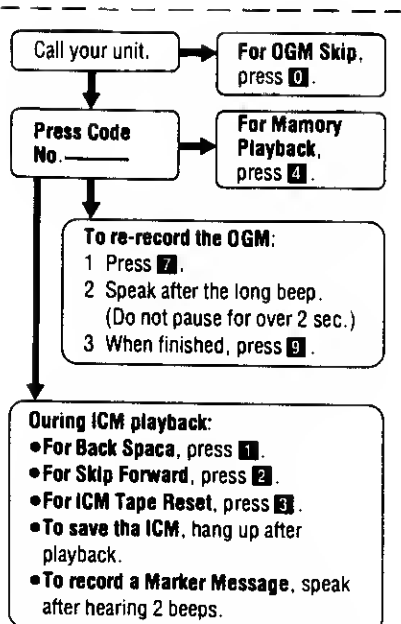 Call your unit.
For OGM Skip,
press 0.
Press Code
No.
For Mamory
Playback,
press 4.
To re-record the OGM:
1 Press 7.
2 Speak after the long beep.
(Do not pause for over 2 sec.)
3 When finished, press 9.
Ouring ICM playback:
●For Back Spaca, press 1.
●For Skip Forward, press 2.
●For ICM Tape Reset, press 3.
●To save tha ICM, hang up after
playback.
●To record a Marker Message, speak
after hearing 2 beeps.